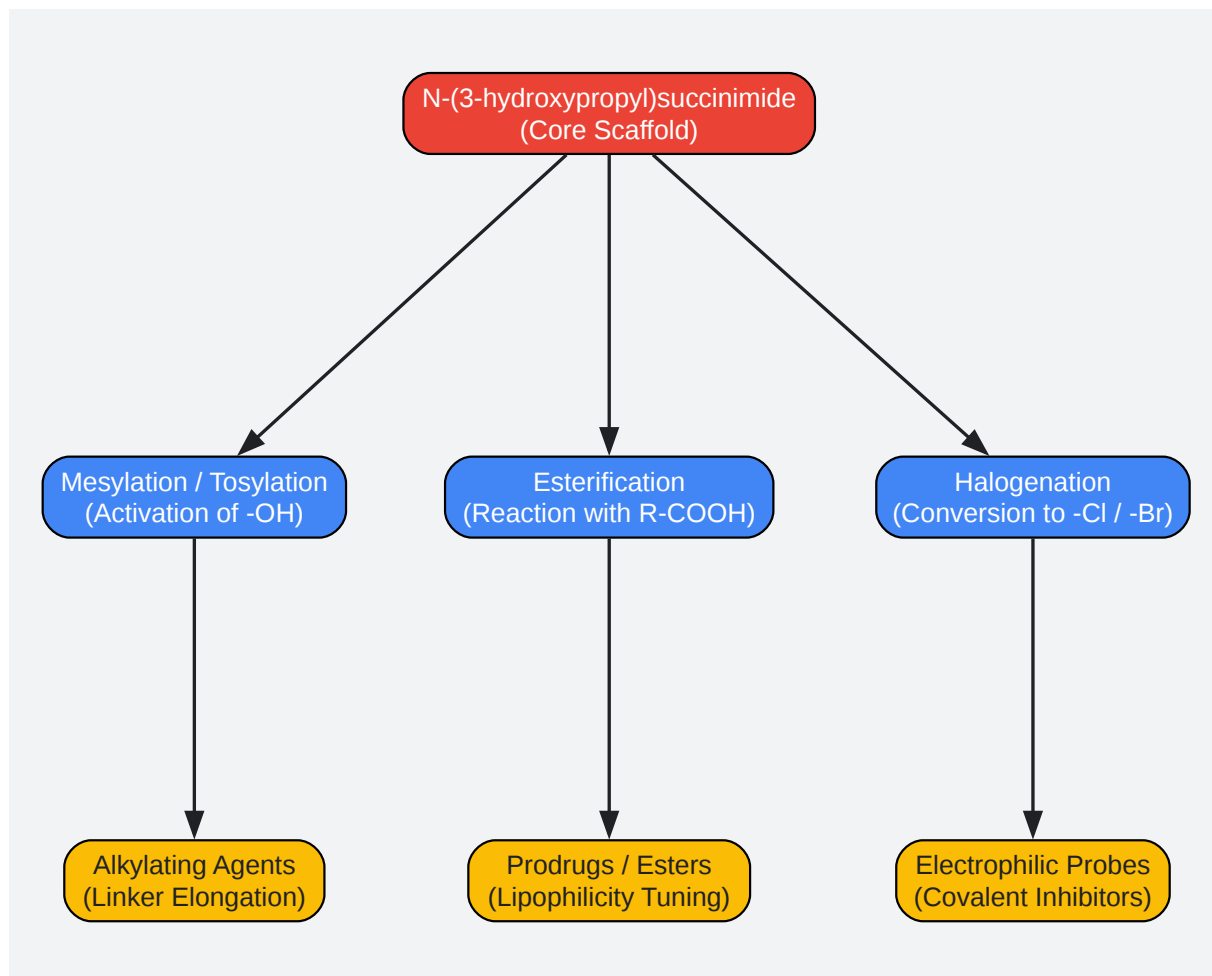 N-(3-hydroxypropyl)succinimide
(Core Scaffold)
Mesylation / Tosylation
(Activation of -OH)
Esterification
(Reaction with R-COOH)
Halogenation
(Conversion to -Cl / -Br)
Alkylating Agents
(Linker Elongation)
Prodrugs / Esters
(Lipophilicity Tuning)
Electrophilic Probes
(Covalent Inhibitors)